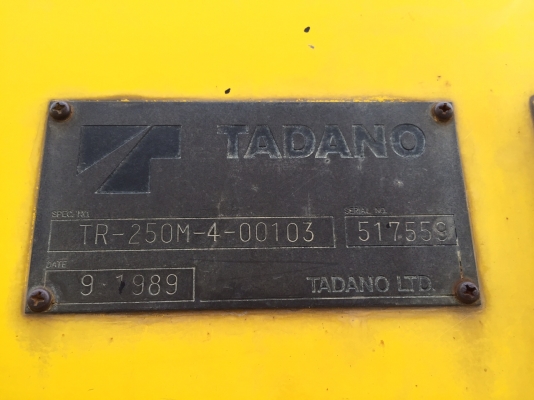 TADANO
SPEC. NO. SERIAL NO.
TR-250M-4-00103 517559
DATE
9-1989 TADANO LTD.